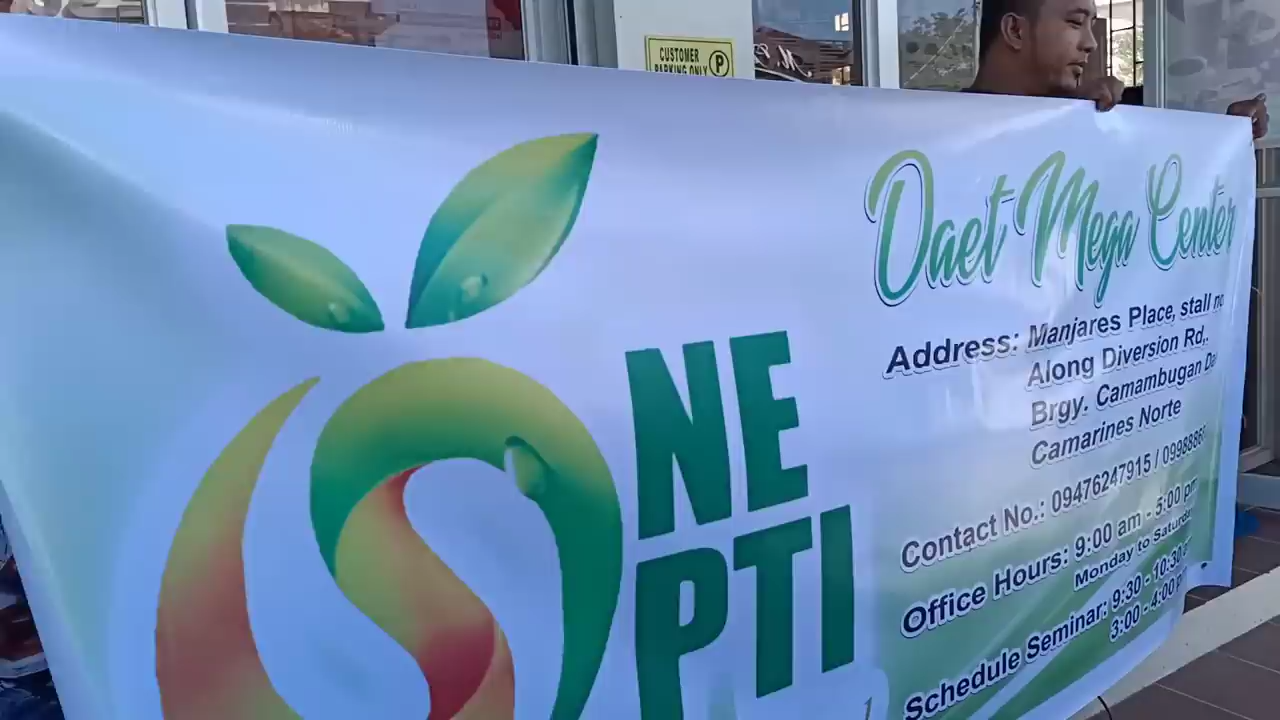 CUSTOMER
PARKING ONLY P
NE
PTI
Daet Mega Center
Address: Manjares Place, stall no
Along Diversion Rd,.
Brgy. Camambugan
Camarines Norte
Contact No.: 09476247915 /
Office Hours: 9:00 am - 5:00 pm
Monday to Saturday
Schedule Seminar: 9:30 - 10:30
3:00 - 4:00